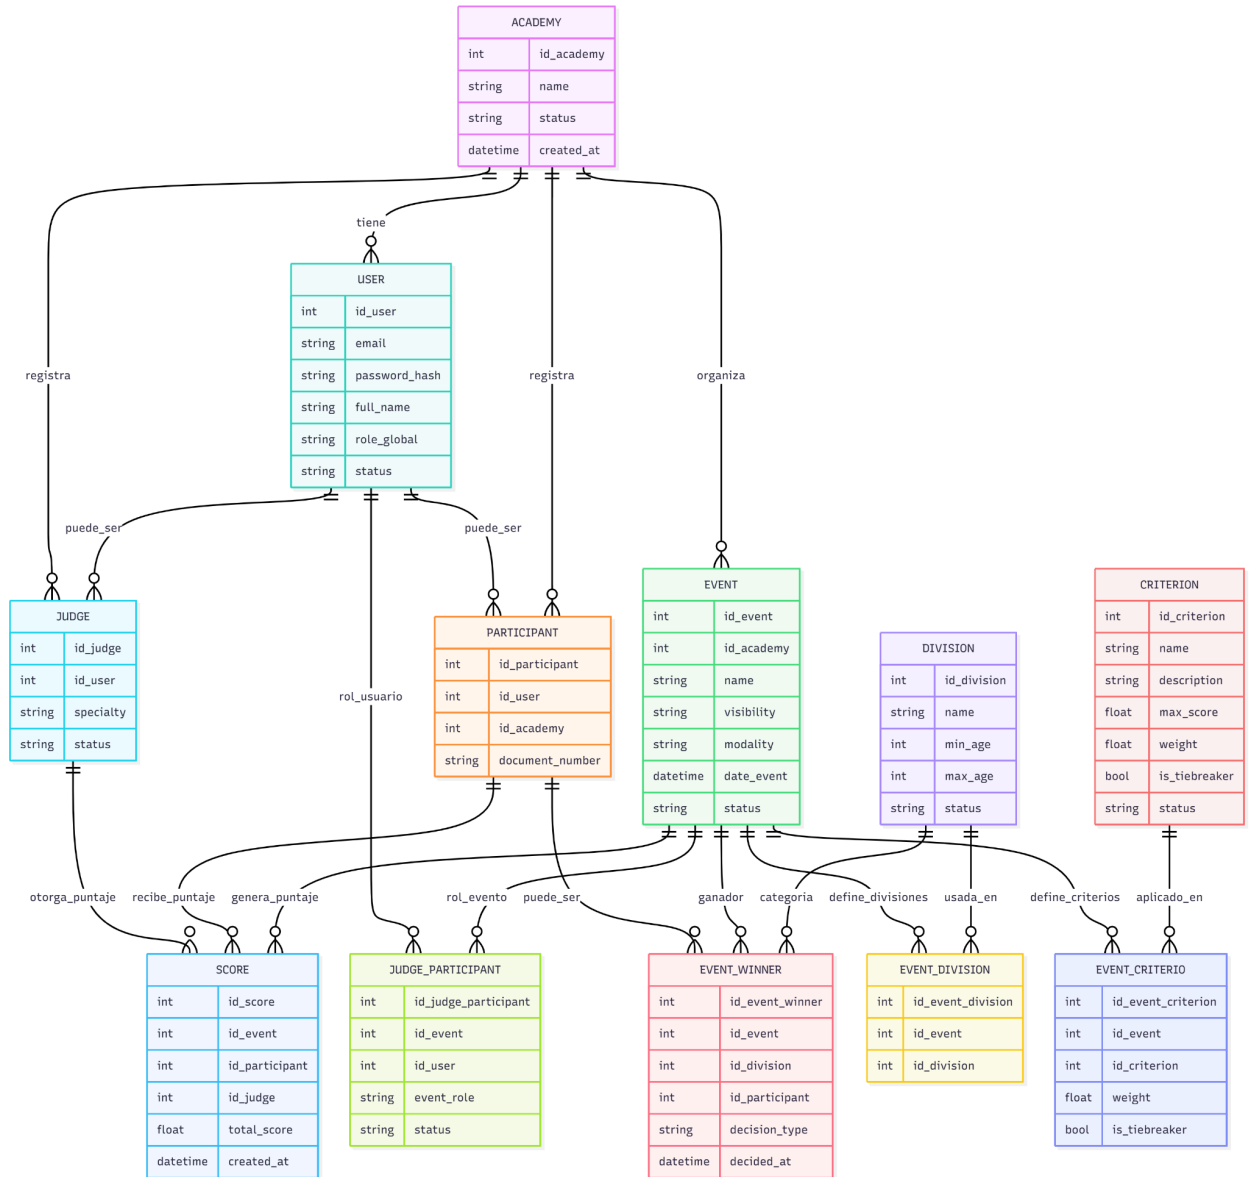 ACADEMY
int id_academy
string name
string status
datetime created_at
tiene
USER
int id_user
string email
string password_hash
string full_name
string role_global
string status
registra
registra
organiza
puede_ser
puede_ser
JUDGE
int id_judge
int id_user
string specialty
string status
PARTICIPANT
int id_participant
int id_user
int id_academy
string document_number
EVENT
int id_event
int id_academy
string name
string visibility
string modality
datetime date_event
string status
DIVISION
int id_division
string name
int min_age
int max_age
string status
CRITERION
int id_criterion
string name
string description
float max_score
float weight
bool is_tiebreaker
string status
rol_usuario
otorga_puntaje
recibe_puntaje
genera_puntaje
rol_evento
puede_ser
ganador
categoria
define_divisiones
usada_en
define_criterios
aplicado_en
SCORE
int id_score
int id_event
int id_participant
int id_judge
float total_score
datetime created_at
JUDGE_PARTICIPANT
int id_judge_participant
int id_event
int id_user
string event_role
string status
EVENT_WINNER
int id_event_winner
int id_event
int id_division
int id_participant
string decision_type
datetime decided_at
EVENT_DIVISION
int id_event_division
int id_event
int id_division
EVENT_CRITERIO
int id_event_criterion
int id_event
int id_criterion
float weight
bool is_tiebreaker